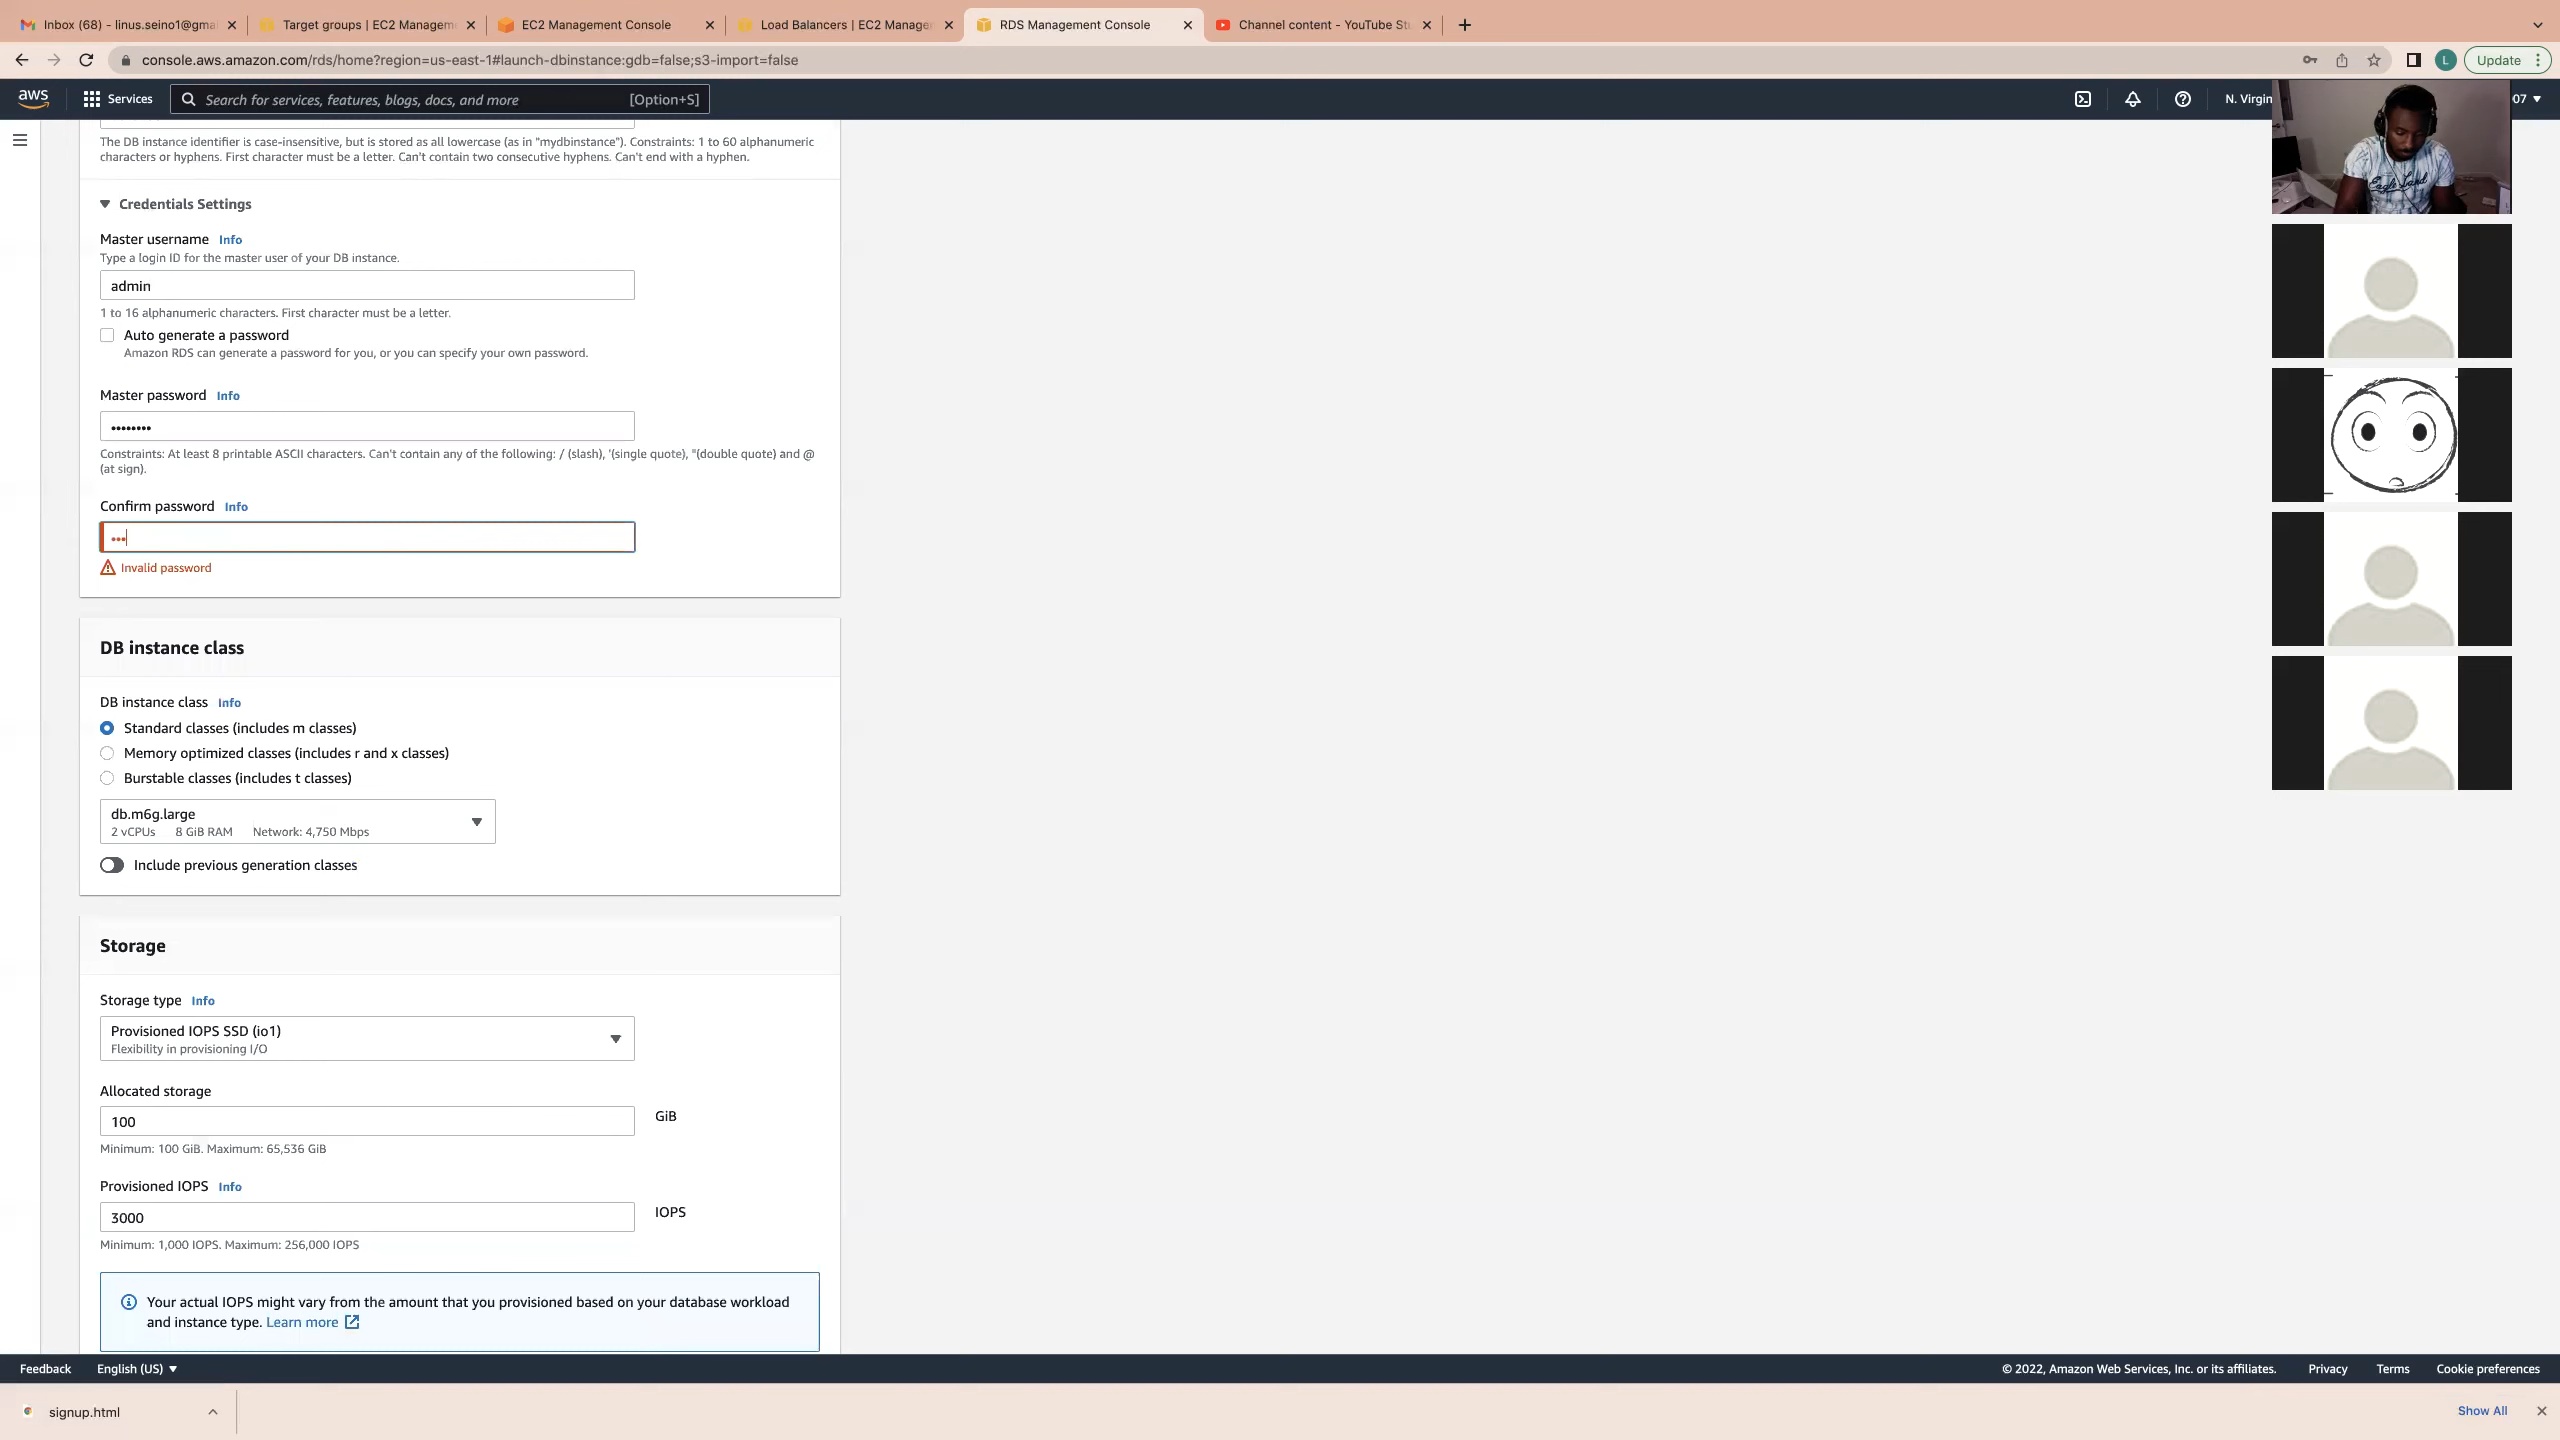 Inbox (68) - linus.seino1@gma
Target groups | EC2 Managem
EC2 Management Console
Load Balancers | EC2 Manage
RDS Management Console
Channel content - YouTube St
console.aws.amazon.com/rds/home?region=us-east-1#launch-dbinstance:gdb=false;s3-import=false
L
Update
aws
Services
Search for services, features, blogs, docs, and more
[Option+S]
N. Virgin
07
The DB instance identifier is case-insensitive, but is stored as all lowercase (as in "mydbinstance"). Constraints: 1 to 60 alphanumeric
characters or hyphens. First character must be a letter. Can't contain two consecutive hyphens. Can't end with a hyphen.
Credentials Settings
Master username Info
Type a login ID for the master user of your DB instance.
admin
1 to 16 alphanumeric characters. First character must be a letter.
Auto generate a password
Amazon RDS can generate a password for you, or you can specify your own password.
Master password Info
••••••••
Constraints: At least 8 printable ASCII characters. Can't contain any of the following: / (slash), '(single quote), "(double quote) and @
(at sign).
Confirm password Info
•••
Invalid password
DB instance class
DB instance class Info
Standard classes (includes m classes)
Memory optimized classes (includes r and x classes)
Burstable classes (includes t classes)
db.m6g.large
2 vCPUs 8 GiB RAM Network: 4,750 Mbps
Include previous generation classes
Storage
Storage type Info
Provisioned IOPS SSD (io1)
Flexibility in provisioning I/O
Allocated storage
100
GiB
Minimum: 100 GiB. Maximum: 65,536 GiB
Provisioned IOPS Info
3000
IOPS
Minimum: 1,000 IOPS. Maximum: 256,000 IOPS
Your actual IOPS might vary from the amount that you provisioned based on your database workload
and instance type. Learn more
Eagle Land
Feedback
English (US)
© 2022, Amazon Web Services, Inc. or its affiliates.
Privacy
Terms
Cookie preferences
signup.html
Show All